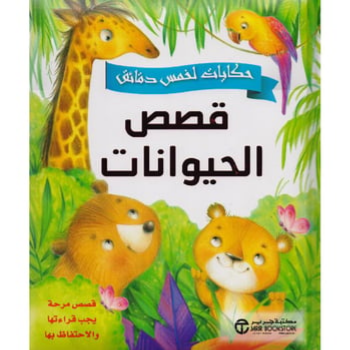 حكايات لخمس دقائق
قصص
الحيوانات
قصص مرحة
يجب قراءتها
والاحتفاظ بها
مكتبة جرير
JARIR BOOKSTORE